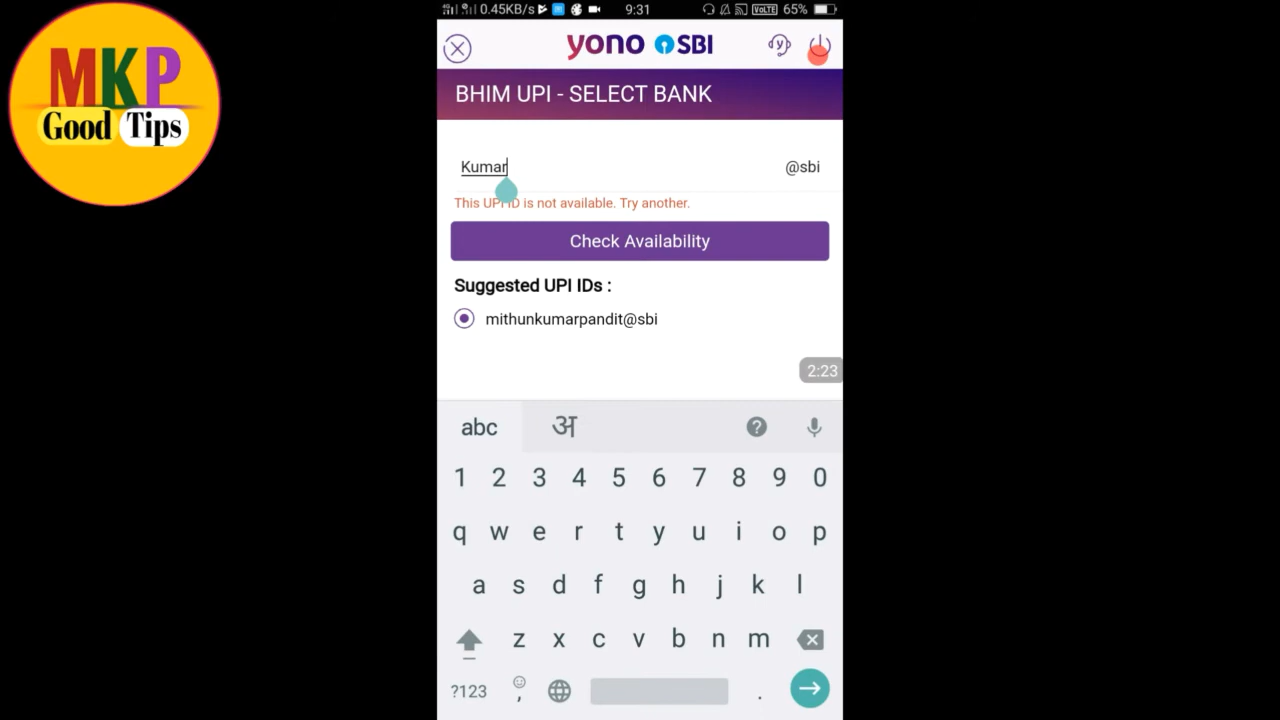 MKP
Good Tips
0.45KB/s 9:31 VoLTE 65%
yono SBI
BHIM UPI - SELECT BANK
Kumar @sbi
This UPI ID is not available. Try another.
Check Availability
Suggested UPI IDs :
mithunkumarpandit@sbi
2:23
abc अ ?
1 2 3 4 5 6 7 8 9 0
q w e r t y u i o p
a s d f g h j k l
z x c v b n m
?123 , .